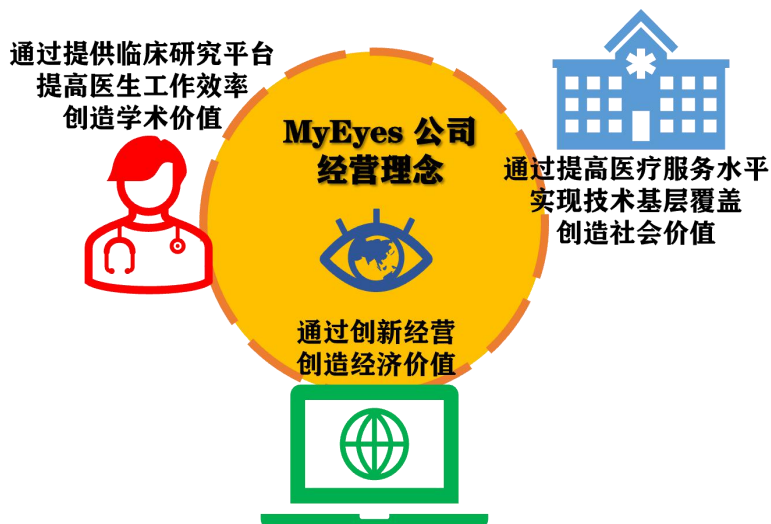 通过提供临床研究平台
提高医生工作效率
创造学术价值
MyEyes 公司
经营理念
通过提高医疗服务水平
实现技术基层覆盖
创造社会价值
通过创新经营
创造经济价值